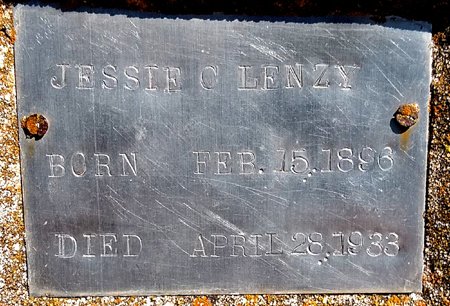 JESSIE C LENZY
BORN FEB. 15, 1896
DIED APRIL 28, 1933